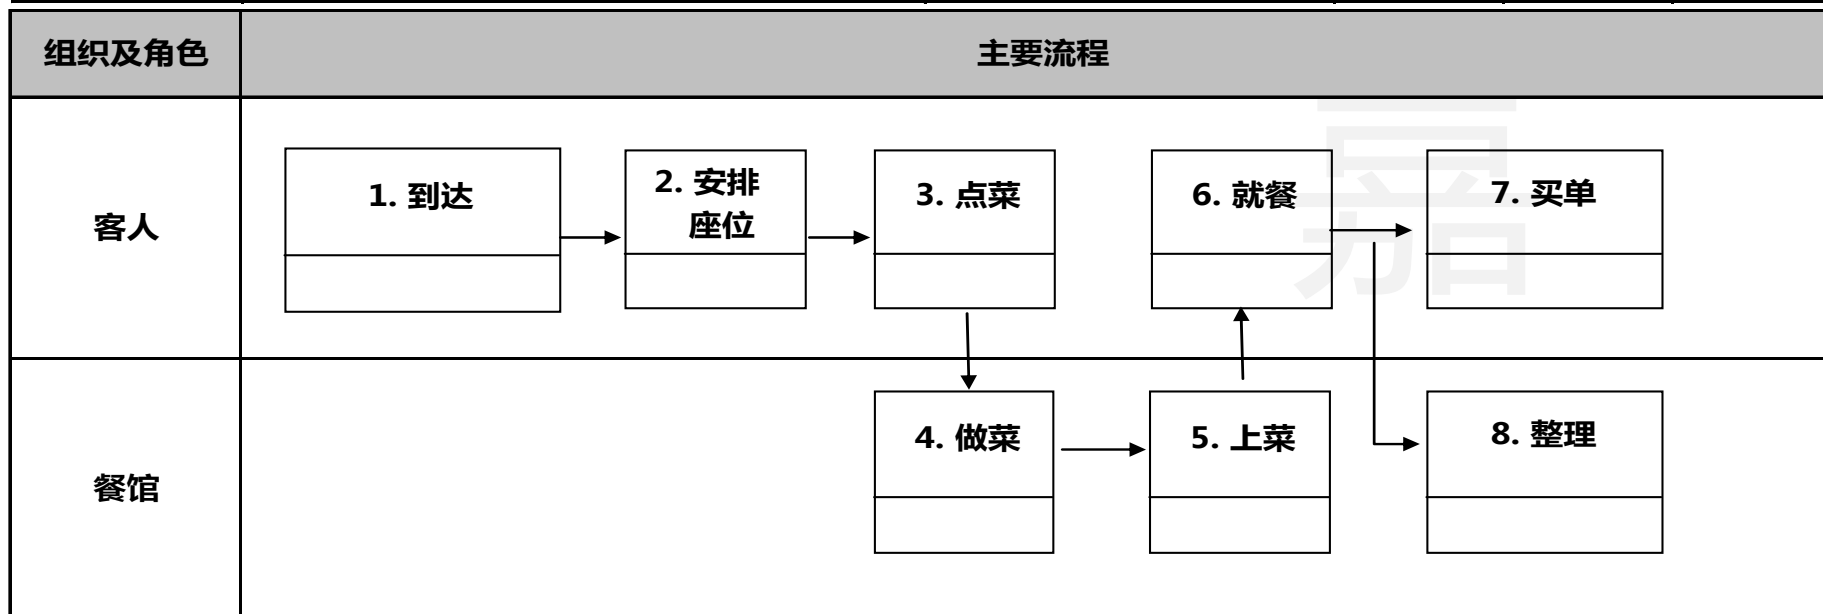 组织及角色
主要流程
客人
1. 到达
2. 安排
座位
3. 点菜
6. 就餐
7. 买单
嘉
餐馆
4. 做菜
5. 上菜
8. 整理